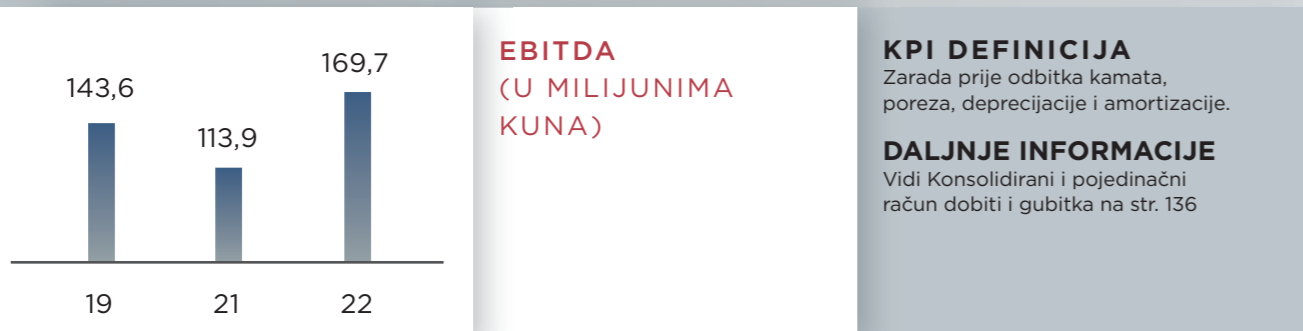 143,6
113,9
169,7
19
21
22
EBITDA
(U MILIJUNIMA
KUNA)
KPI DEFINICIJA
Zarada prije odbitka kamata,
poreza, deprecijacije i amortizacije.
DALJNJE INFORMACIJE
Vidi Konsolidirani i pojedinačni
račun dobiti i gubitka na str. 136